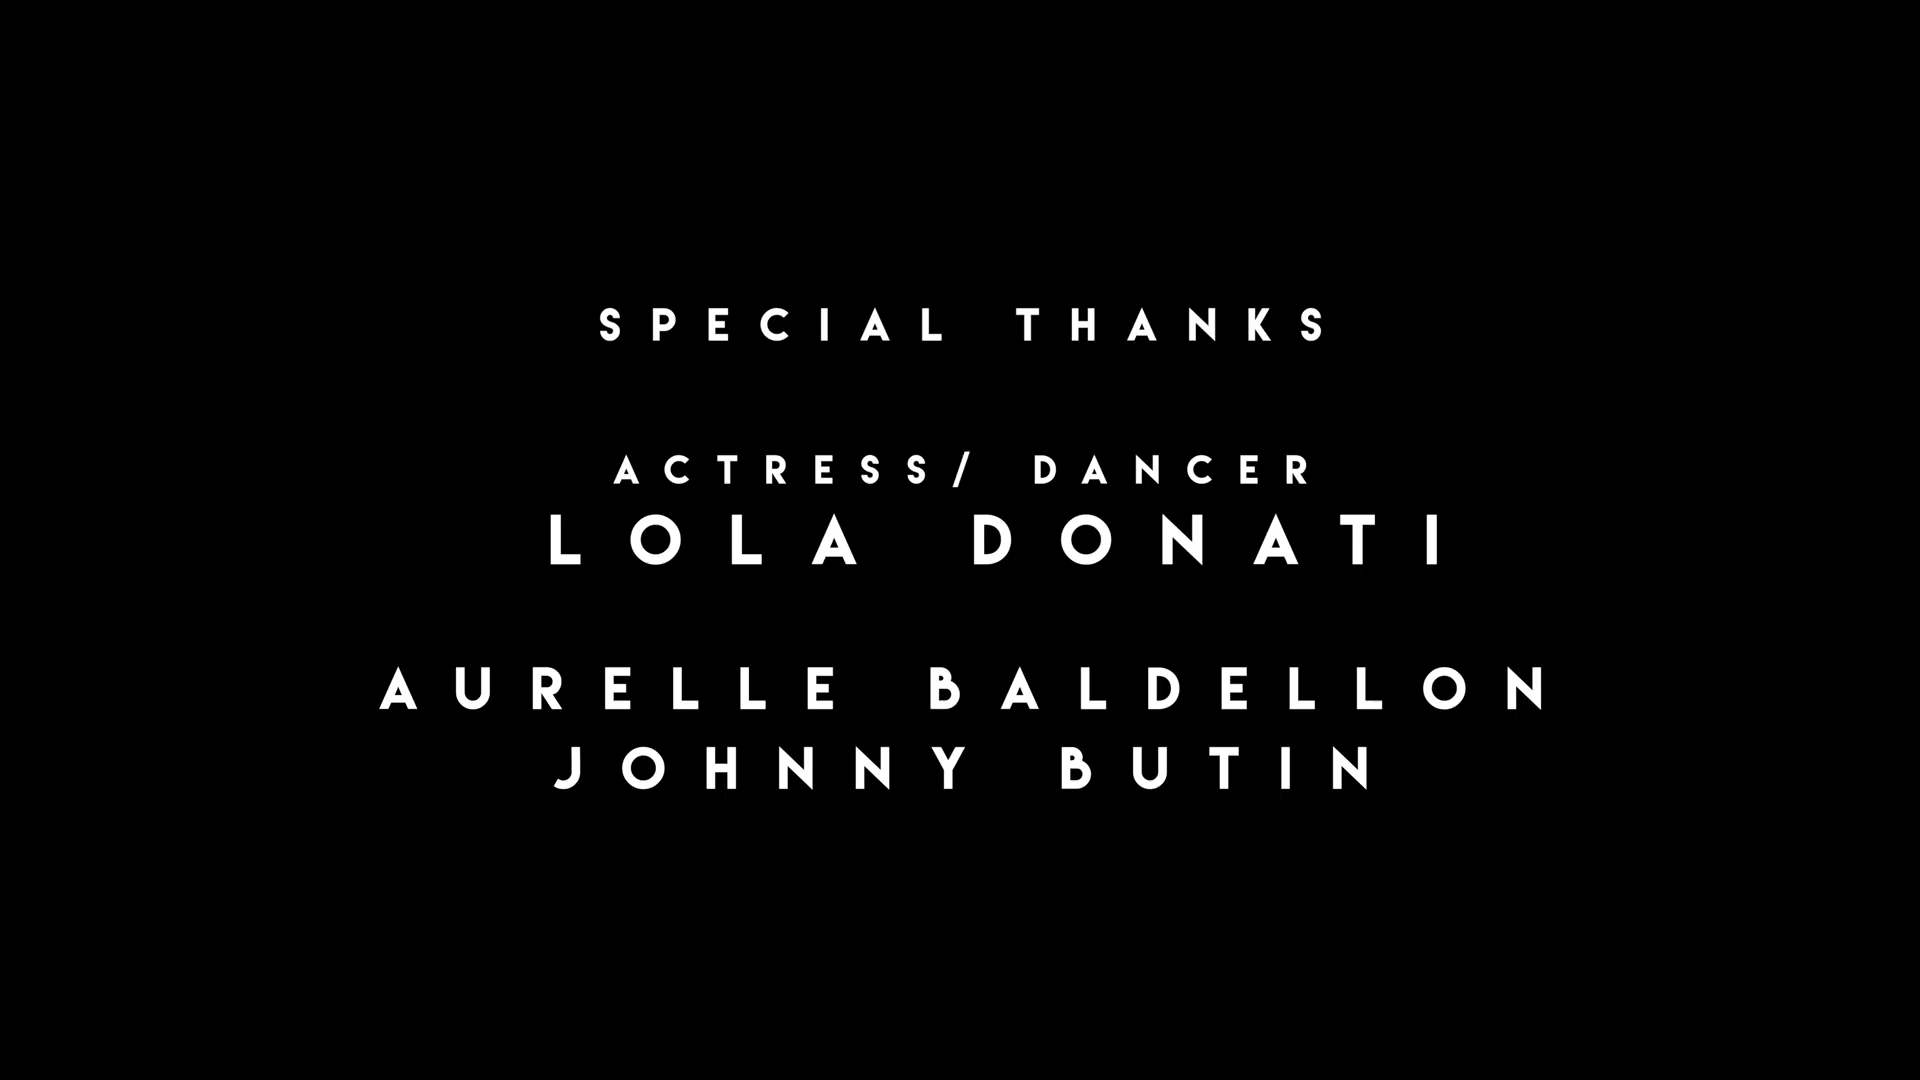 SPECIAL THANKS
ACTRESS/ DANCER
LOLA DONATI
AURELLE BALDELLON
JOHNNY BUTIN